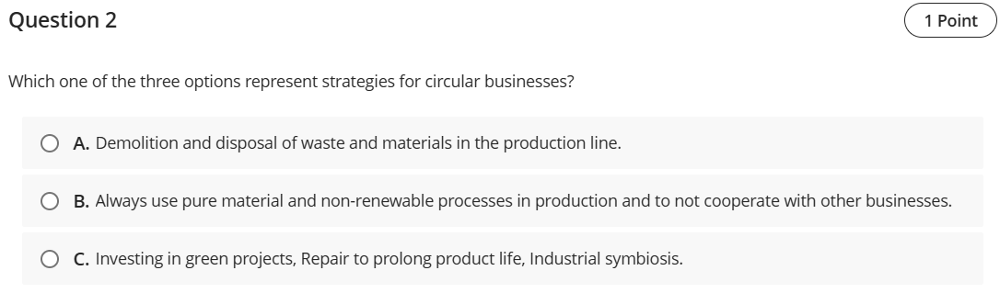 Question 2
1 Point
Which one of the three options represent strategies for circular businesses?
A. Demolition and disposal of waste and materials in the production line.
B. Always use pure material and non-renewable processes in production and to not cooperate with other businesses.
C. Investing in green projects, Repair to prolong product life, Industrial symbiosis.